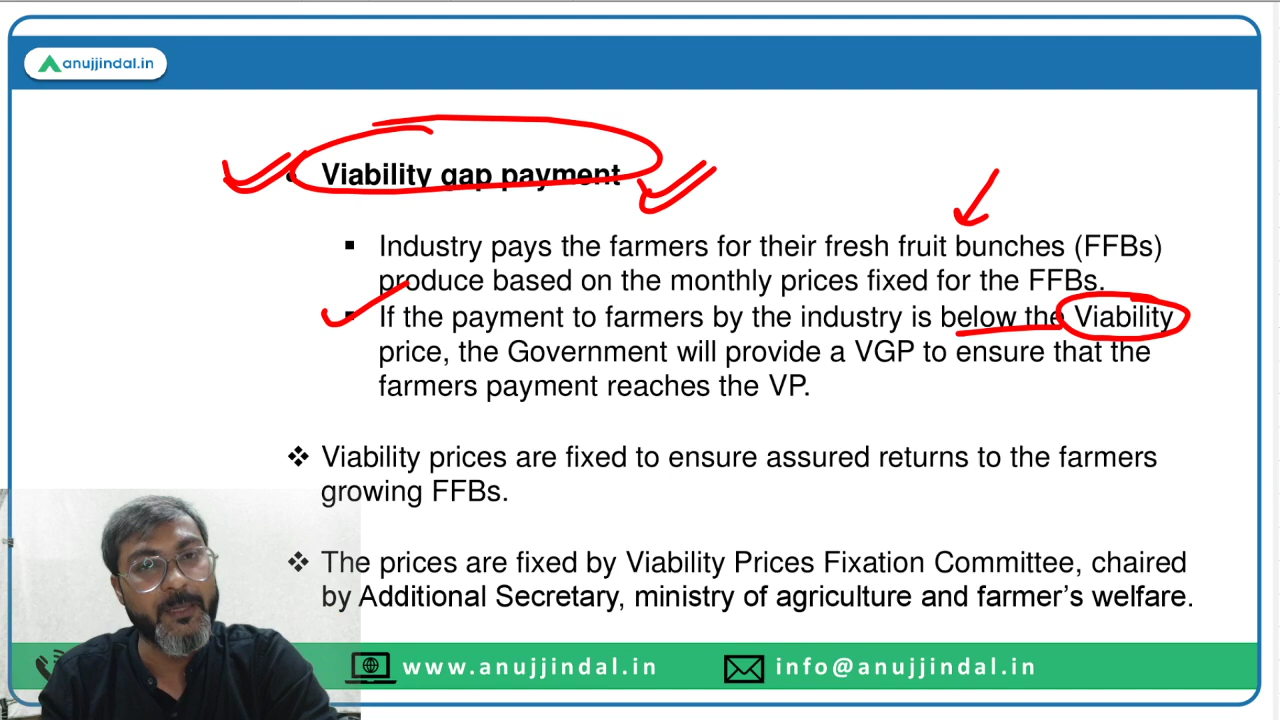 anujjindal.in
• Viability gap payment
▪ Industry pays the farmers for their fresh fruit bunches (FFBs)
produce based on the monthly prices fixed for the FFBs.
▪ If the payment to farmers by the industry is below the Viability
price, the Government will provide a VGP to ensure that the
farmers payment reaches the VP.
❖ Viability prices are fixed to ensure assured returns to the farmers
growing FFBs.
❖ The prices are fixed by Viability Prices Fixation Committee, chaired
by Additional Secretary, ministry of agriculture and farmer’s welfare.
www.anujjindal.in
info@anujjindal.in